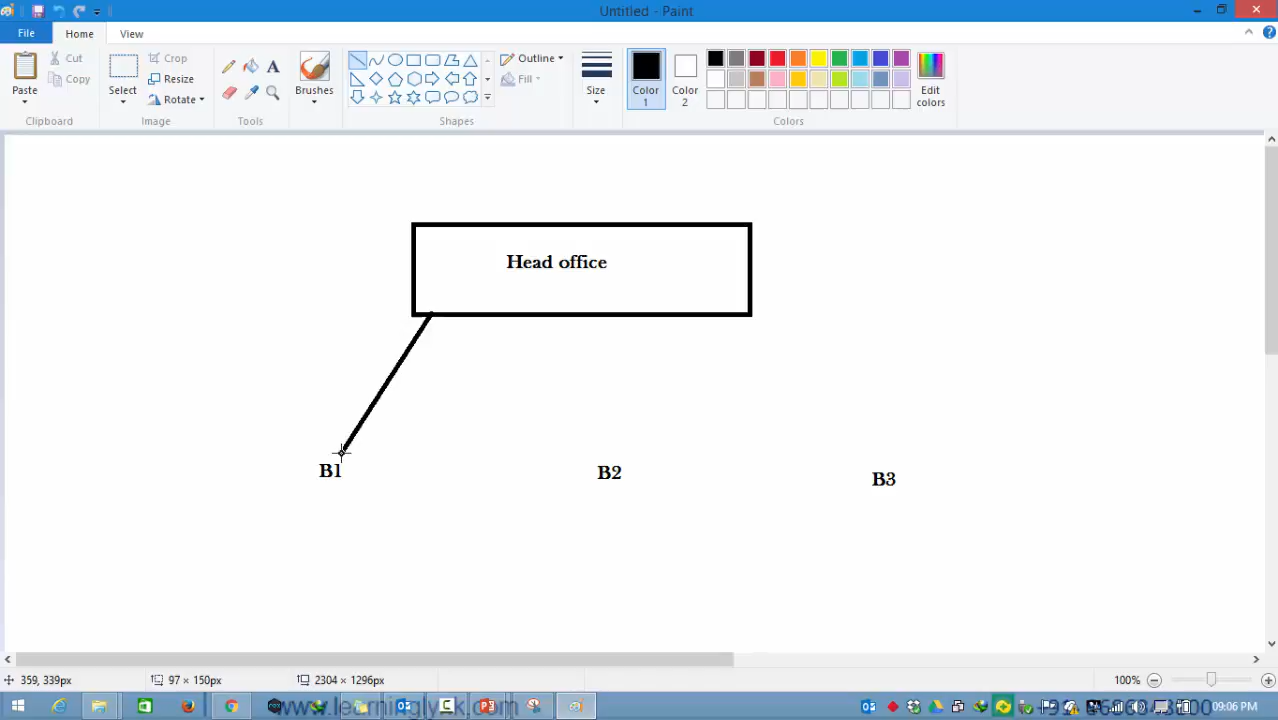 Untitled - Paint
File
Home
View
Paste
Cut
Copy
Clipboard
Select
Crop
Resize
Rotate
Image
Tools
Brushes
Outline
Fill
Shapes
Size
Color
1
Color
2
Edit
colors
Colors
Head office
B1
B2
B3
359, 339px
97 × 150px
2304 × 1296px
100%
09:06 PM